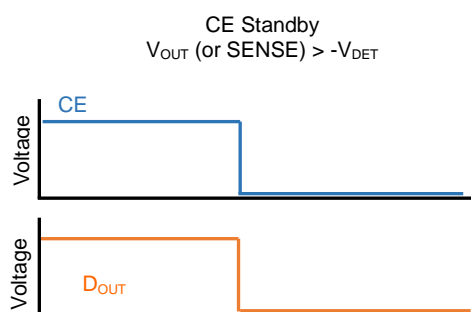 CE Standby
VOUT (or SENSE) > -VDET
CE
Voltage
DOUT
Voltage